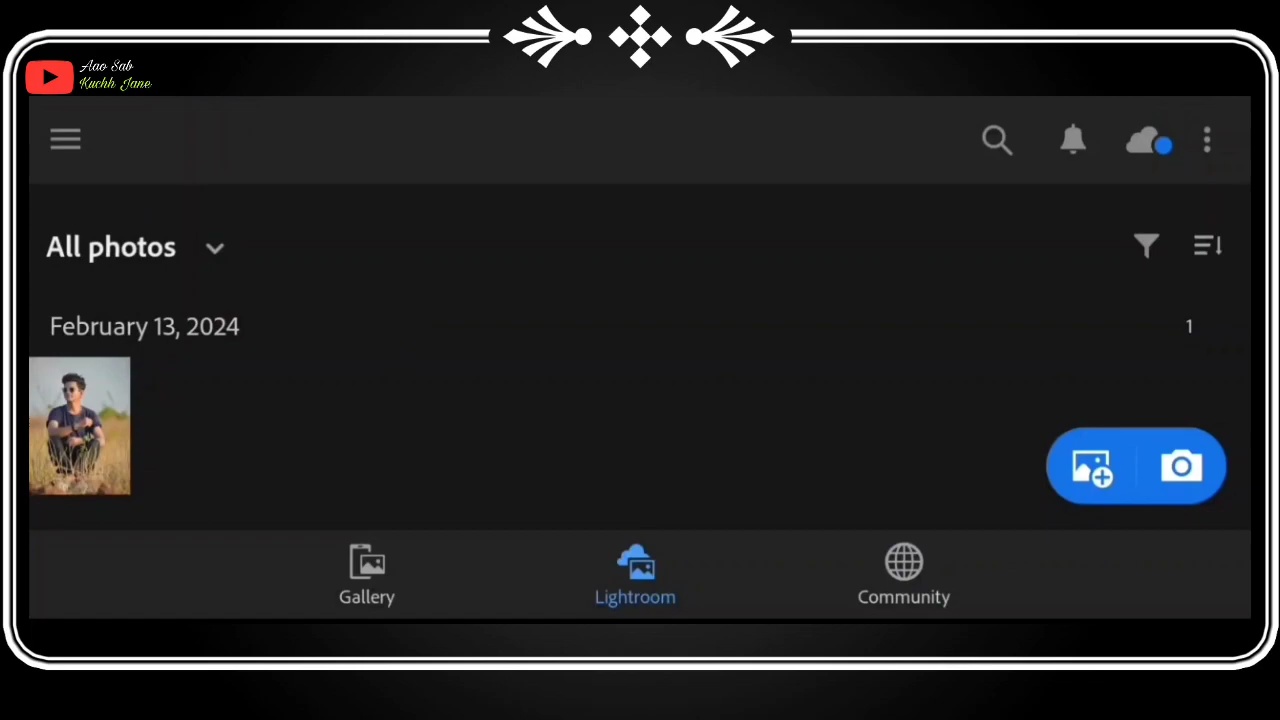 Aao Sab
Kuchh Jane
All photos
February 13, 2024
1
Gallery
Lightroom
Community